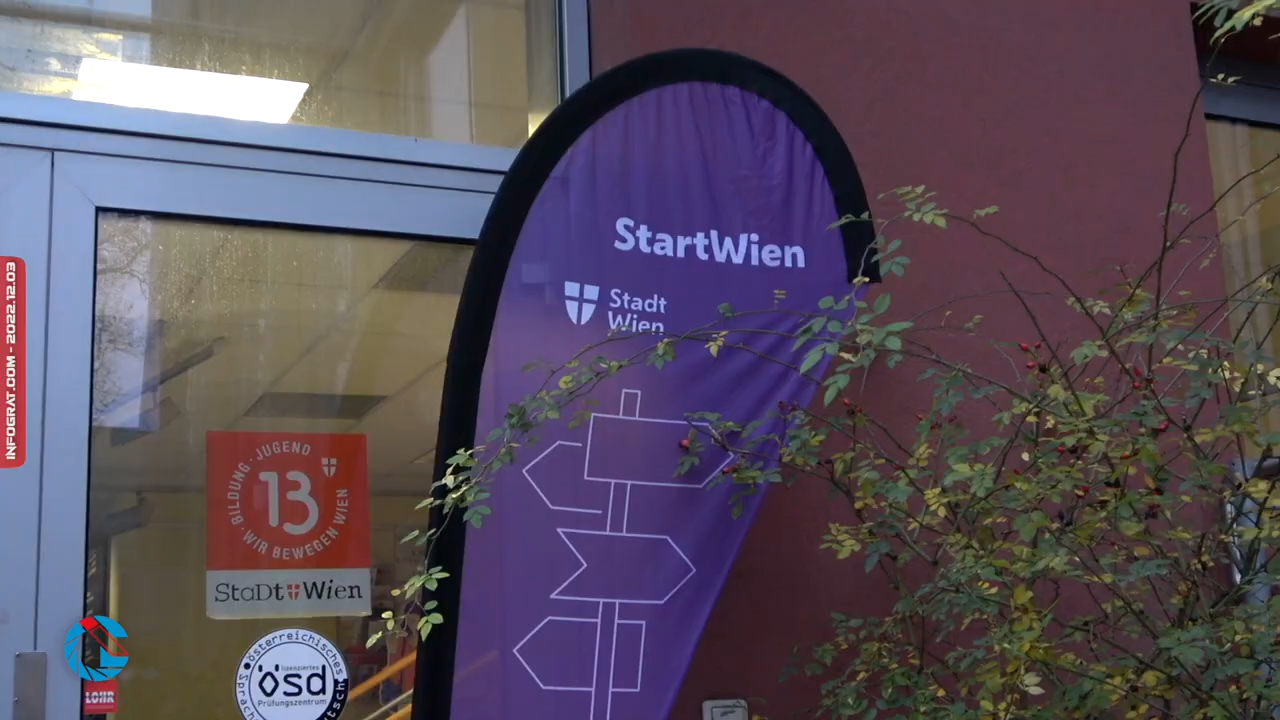 StartWien
Stadt
Wien
INFOGRAT.COM - 2022.12.03
BILDUNG · JUGEND
13
WIR BEWEGEN WIEN
StaDt Wien
österreichisches
lizenziertes
ösd
Prüfungszentrum
LOHR